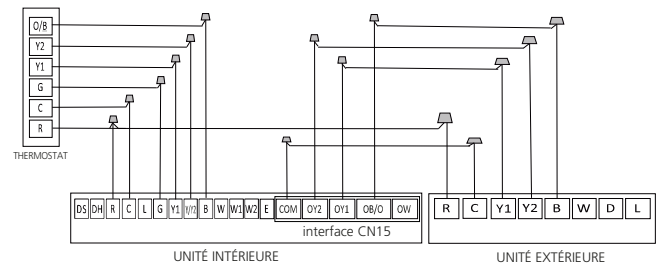 O/B
Y2
Y1
G
C
R
THERMOSTAT
DS DH R C L G Y1 Y/Y2 B W W1 W2 E COM OY2 OY1 OB/O OW
interface CN15
UNITÉ INTÉRIEURE
R C Y1 Y2 B W D L
UNITÉ EXTÉRIEURE